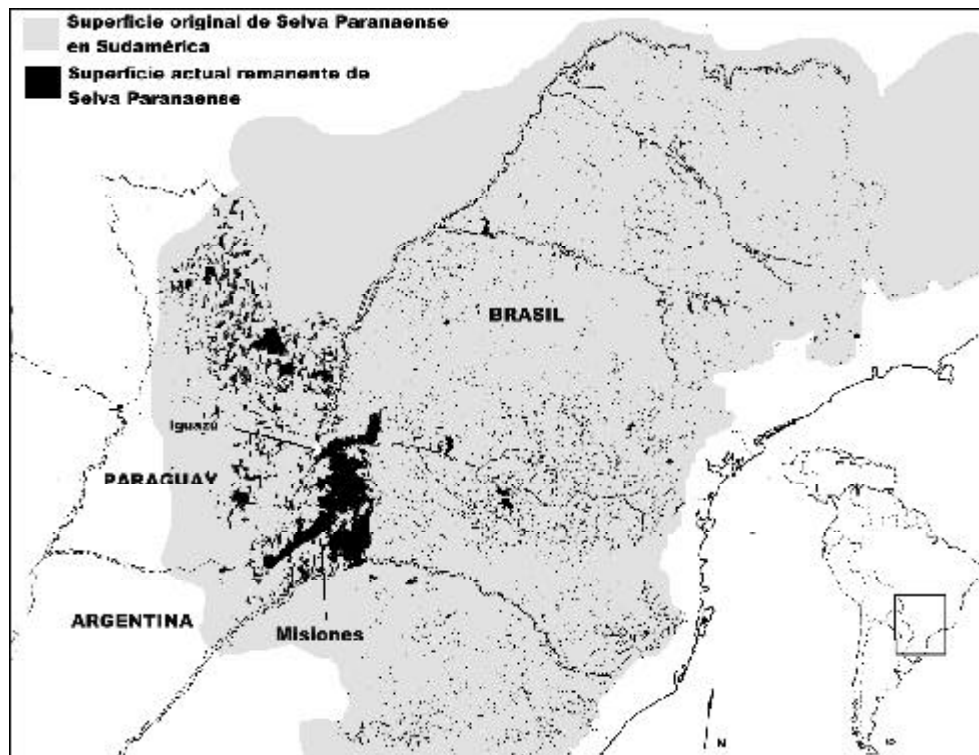 Superficie original de Selva Paranaense
en Sudamérica
Superficie actual remanente de
Selva Paranaense
BRASIL
Iguazú
PARAGUAY
ARGENTINA
Misiones
N